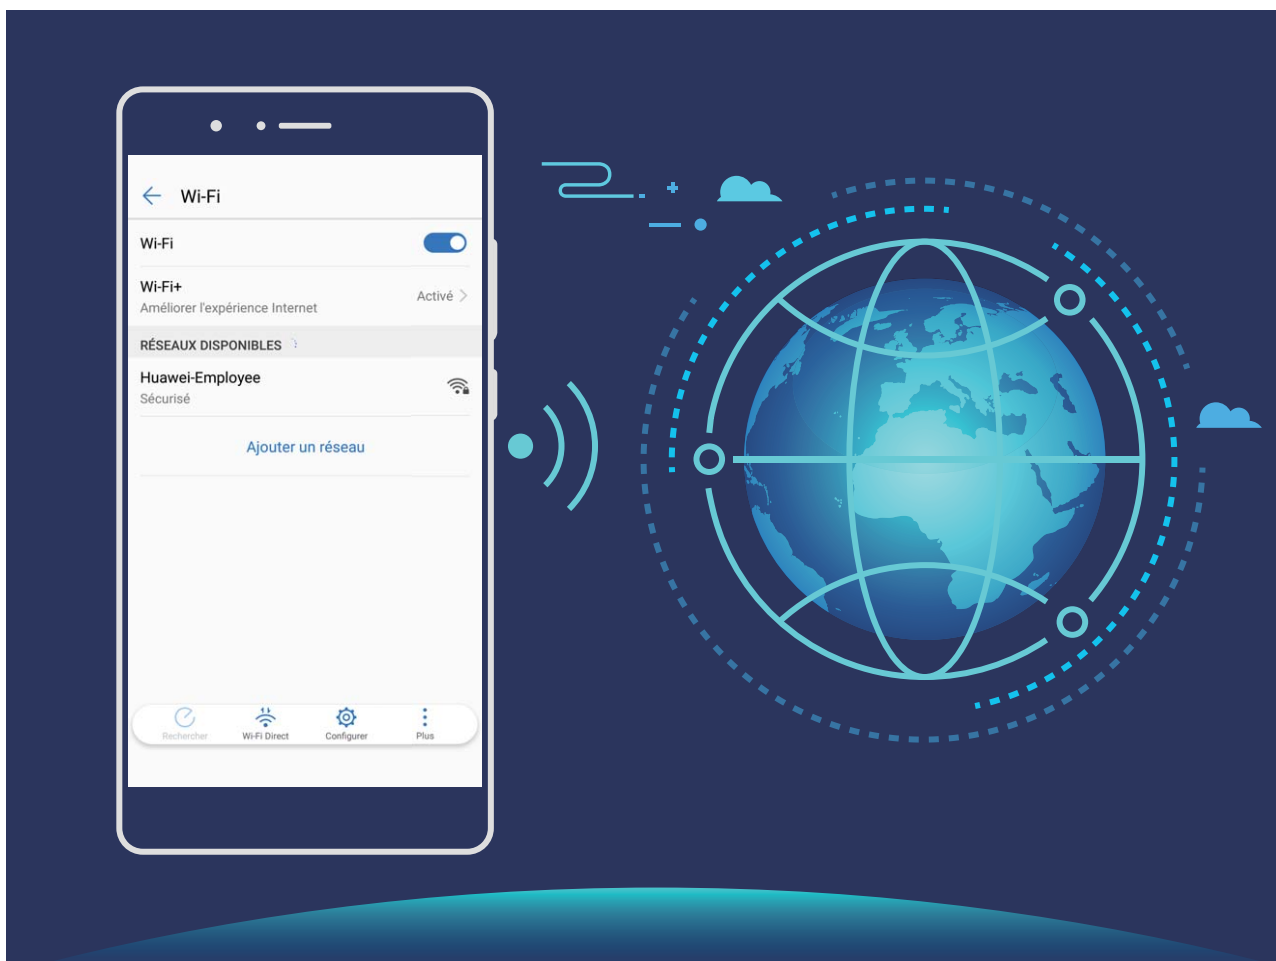 Wi-Fi
Wi-Fi
Wi-Fi+
Améliorer l'expérience Internet
Activé
RÉSEAUX DISPONIBLES
Huawei-Employee
Sécurisé
Ajouter un réseau
Rechercher
Wi-Fi Direct
Configurer
Plus